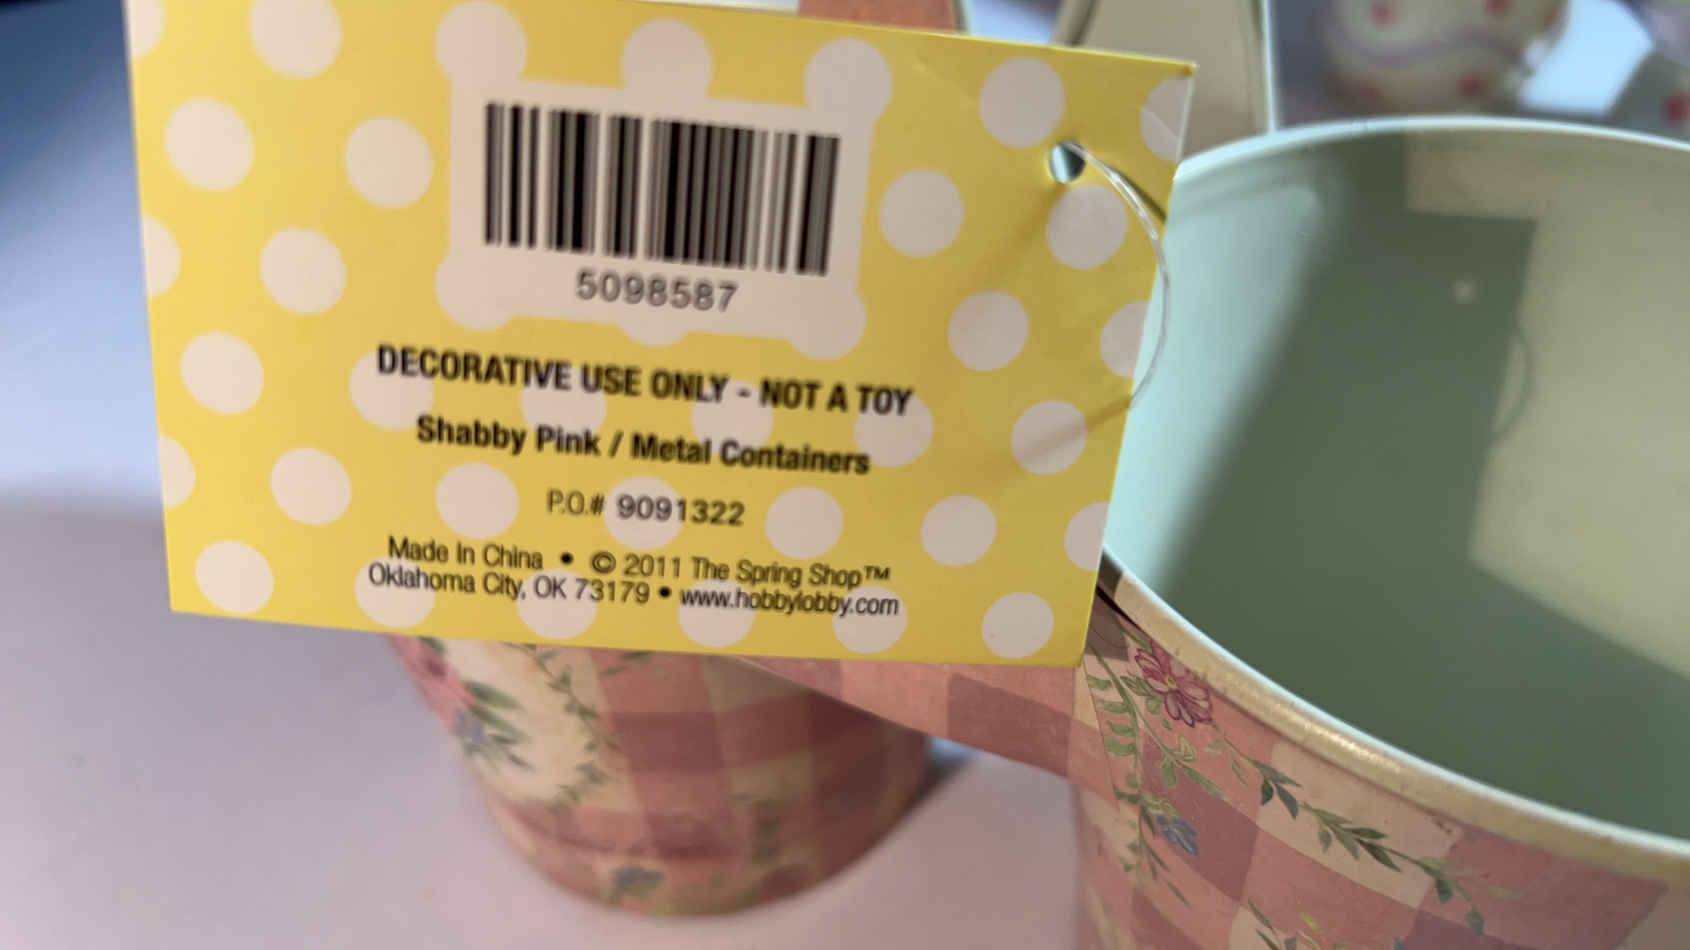 5098587
DECORATIVE USE ONLY - NOT A TOY
Shabby Pink / Metal Containers
P.O.# 9091322
Made In China • © 2011 The Spring Shop™
Oklahoma City, OK 73179 • www.hobbylobby.com